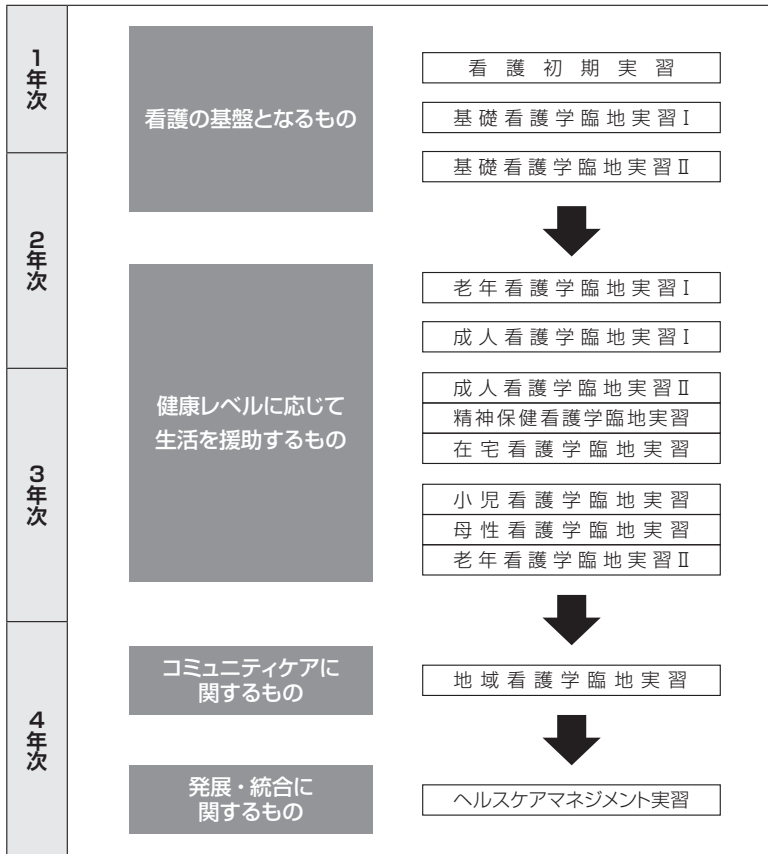 1年次
看護の基盤となるもの
看護初期実習
基礎看護学臨地実習Ⅰ
基礎看護学臨地実習Ⅱ
2年次
老年看護学臨地実習Ⅰ
成人看護学臨地実習Ⅰ
健康レベルに応じて
生活を援助するもの
3年次
成人看護学臨地実習Ⅱ
精神保健看護学臨地実習
在宅看護学臨地実習
小児看護学臨地実習
母性看護学臨地実習
老年看護学臨地実習Ⅱ
4年次
コミュニティケアに
関するもの
地域看護学臨地実習
発展・統合に
関するもの
ヘルスケアマネジメント実習